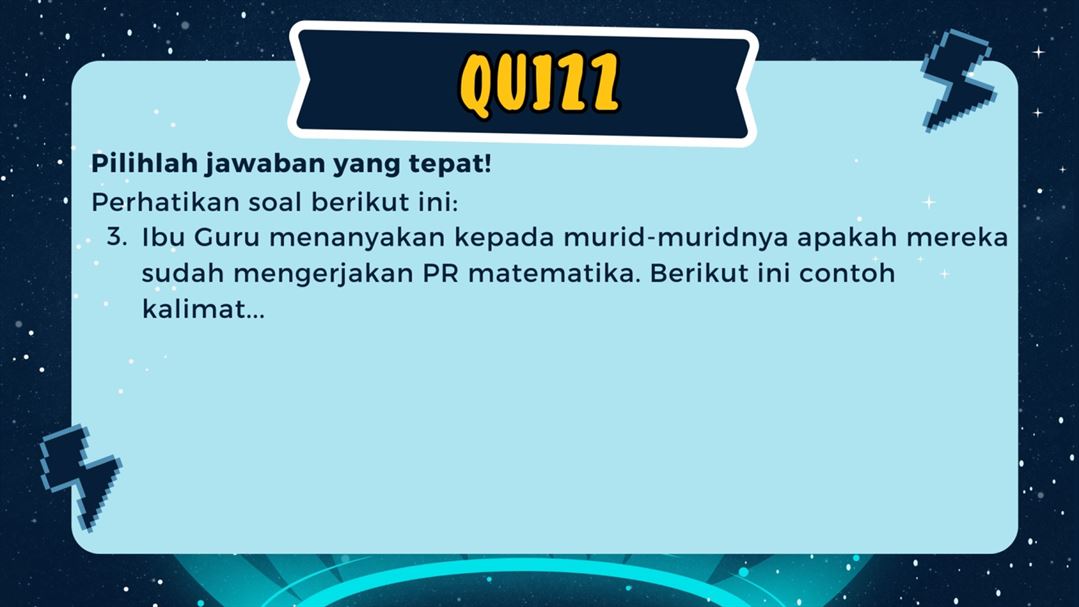 QUIZZ
Pilihlah jawaban yang tepat!
Perhatikan soal berikut ini:
3. Ibu Guru menanyakan kepada murid-muridnya apakah mereka
sudah mengerjakan PR matematika. Berikut ini contoh
kalimat...